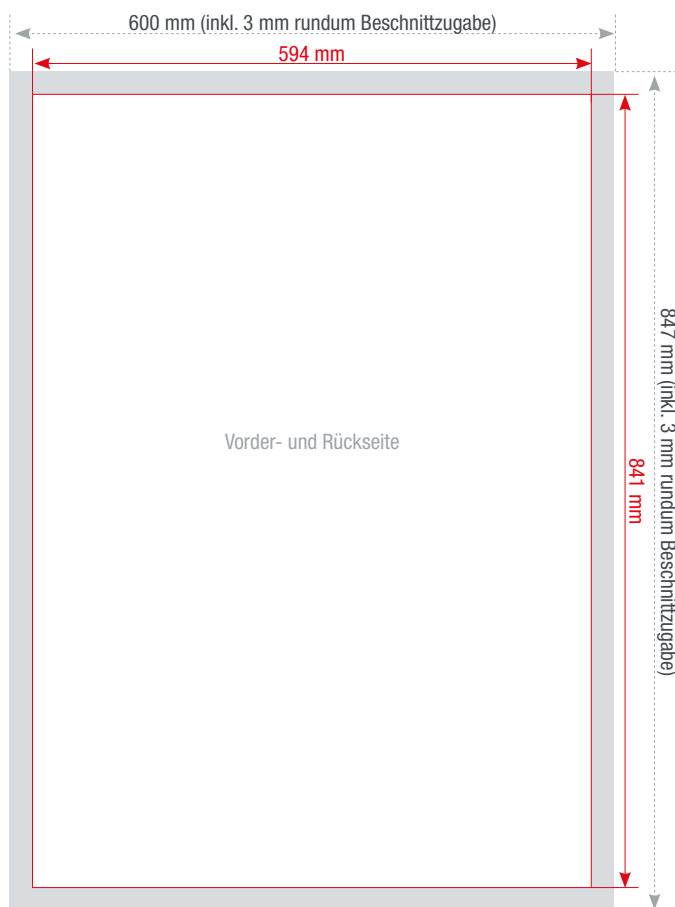 600 mm (inkl. 3 mm rundum Beschnittzugabe)
594 mm
847 mm (inkl. 3 mm rundum Beschnittzugabe)
Vorder- und Rückseite
841 mm